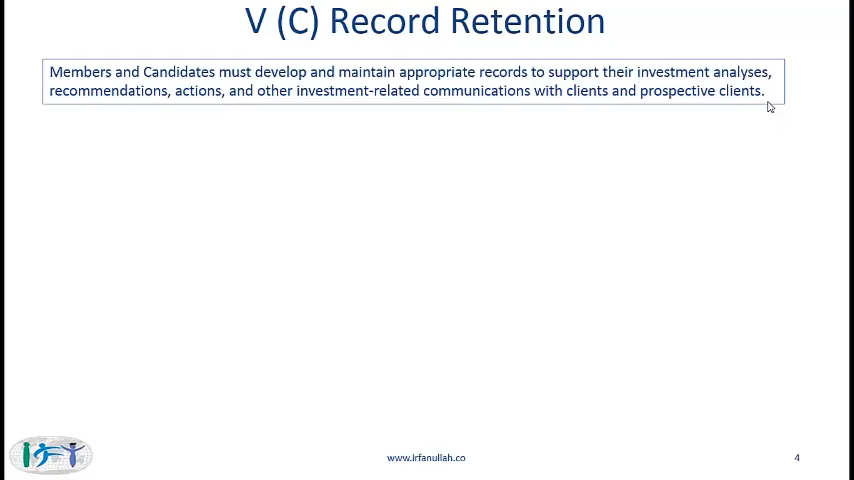 V (C) Record Retention
Members and Candidates must develop and maintain appropriate records to support their investment analyses,
recommendations, actions, and other investment-related communications with clients and prospective clients.
www.irfanullah.co
4